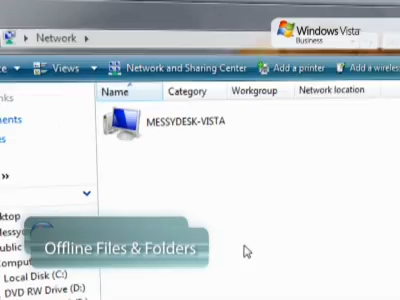 Windows Vista
Business
Network
Views
Network and Sharing Center
Add a printer
Add a wireles
Name
Category
Workgroup
Network location
MESSYDESK-VISTA
»
Offline Files & Folders
Local Disk (C:)
DVD RW Drive (D:)